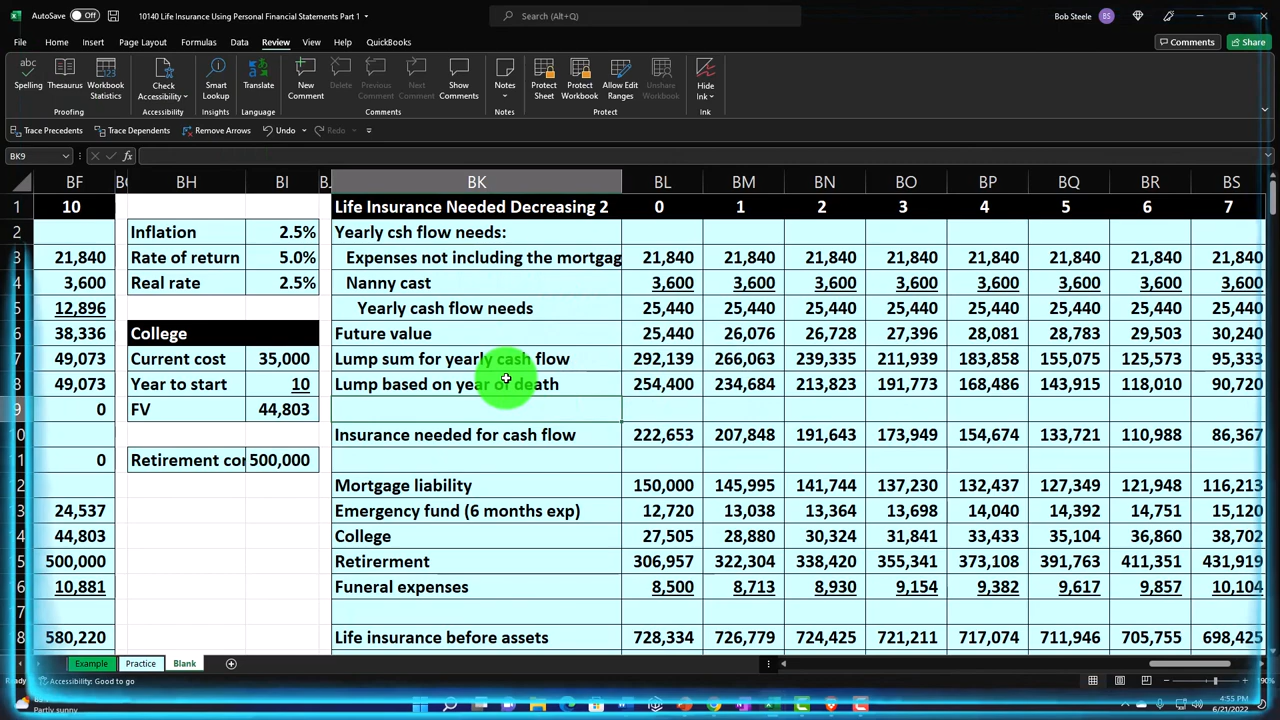 AutoSave Off 10140 Life Insurance Using Personal Financial Statements Part 1 Search (Alt+Q) Bob Steele BS
File Home Insert Page Layout Formulas Data Review View Help QuickBooks Comments Share
Spelling Thesaurus Workbook Statistics Check Accessibility Smart Lookup Translate New Comment Delete Previous Comment Next Comment Show Comments Notes Protect Sheet Protect Workbook Allow Edit Ranges Unshare Workbook Hide Ink
Proofing Accessibility Insights Language Comments Notes Protect Ink
Trace Precedents Trace Dependents Remove Arrows Undo Redo
BK9 fx
BF BH BI BK BL BM BN BO BP BQ BR BS
1 10 Life Insurance Needed Decreasing 2 0 1 2 3 4 5 6 7
2 Inflation 2.5% Yearly csh flow needs:
3 21,840 Rate of return 5.0% Expenses not including the mortgag 21,840 21,840 21,840 21,840 21,840 21,840 21,840 21,840
4 3,600 Real rate 2.5% Nanny cast 3,600 3,600 3,600 3,600 3,600 3,600 3,600 3,600
5 12,896 Yearly cash flow needs 25,440 25,440 25,440 25,440 25,440 25,440 25,440 25,440
6 38,336 College Future value 25,440 26,076 26,728 27,396 28,081 28,783 29,503 30,240
7 49,073 Current cost 35,000 Lump sum for yearly cash flow 292,139 266,063 239,335 211,939 183,858 155,075 125,573 95,333
8 49,073 Year to start 10 Lump based on year of death 254,400 234,684 213,823 191,773 168,486 143,915 118,010 90,720
9 0 FV 44,803
0 Insurance needed for cash flow 222,653 207,848 191,643 173,949 154,674 133,721 110,988 86,367
1 0 Retirement cor 500,000
2 Mortgage liability 150,000 145,995 141,744 137,230 132,437 127,349 121,948 116,213
3 24,537 Emergency fund (6 months exp) 12,720 13,038 13,364 13,698 14,040 14,392 14,751 15,120
4 44,803 College 27,505 28,880 30,324 31,841 33,433 35,104 36,860 38,702
5 500,000 Retirerment 306,957 322,304 338,420 355,341 373,108 391,763 411,351 431,919
6 10,881 Funeral expenses 8,500 8,713 8,930 9,154 9,382 9,617 9,857 10,104
7
8 580,220 Life insurance before assets 728,334 726,779 724,425 721,211 717,074 711,946 705,755 698,425
Example Practice Blank
Accessibility: Good to go
Partly sunny 4:55 PM
6/21/2022